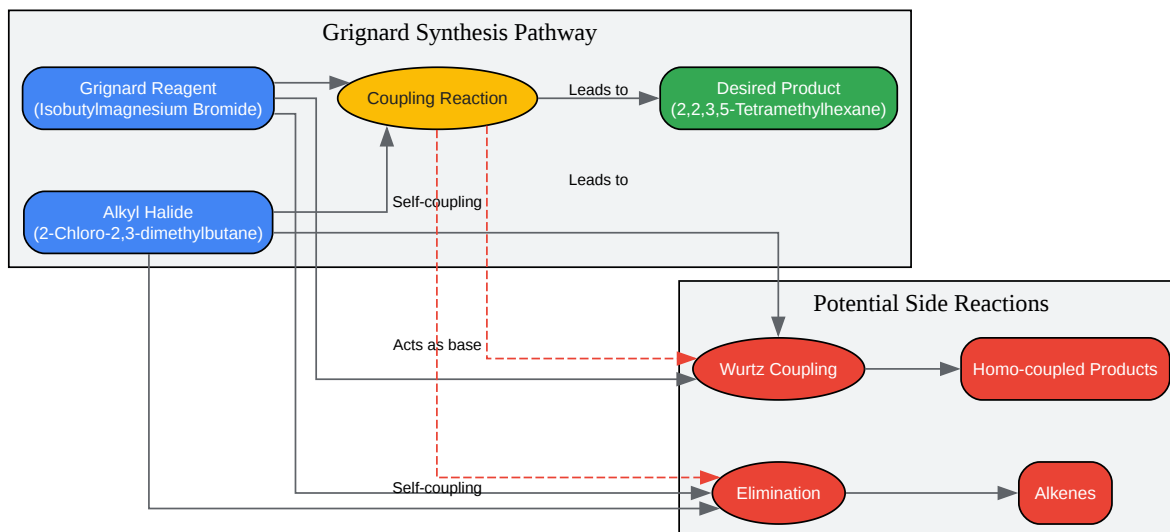 Grignard Synthesis Pathway
Grignard Reagent
(Isobutylmagnesium Bromide)
Coupling Reaction
Leads to
Desired Product
(2,2,3,5-Tetramethylhexane)
Leads to
Alkyl Halide
(2-Chloro-2,3-dimethylbutane)
Self-coupling
Potential Side Reactions
Acts as base
Wurtz Coupling
Homo-coupled Products
Self-coupling
Elimination
Alkenes